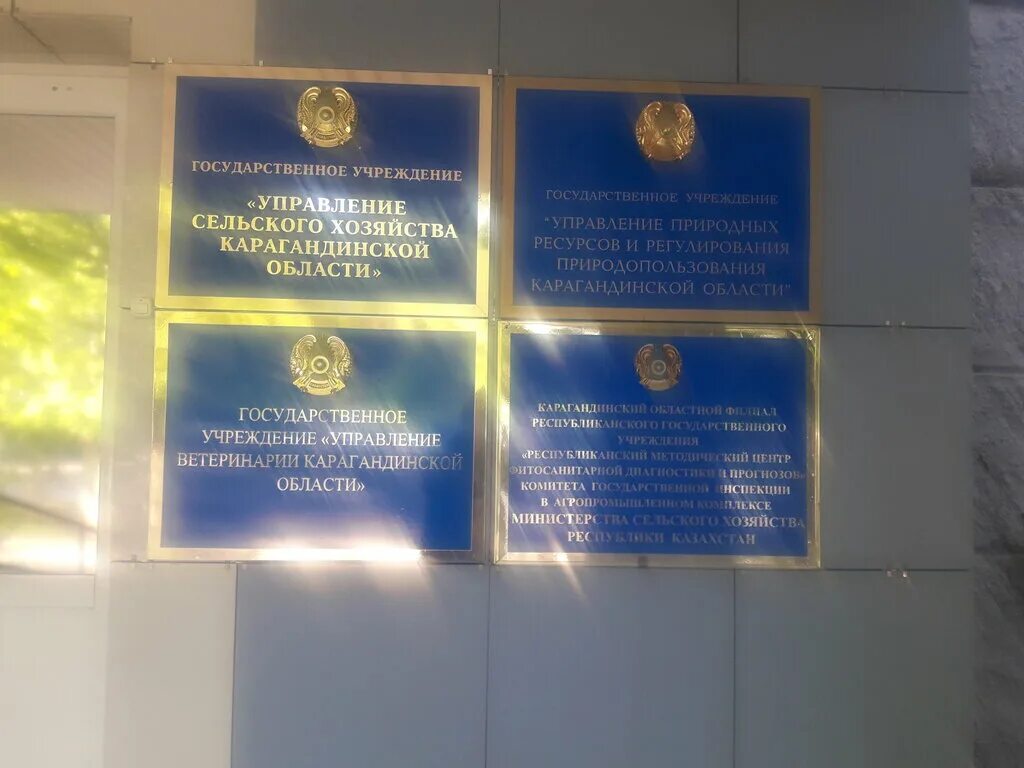 ГОСУДАРСТВЕННОЕ УЧРЕЖДЕНИЕ
«УПРАВЛЕНИЕ
СЕЛЬСКОГО ХОЗЯЙСТВА
КАРАГАНДИНСКОЙ
ОБЛАСТИ»
ГОСУДАРСТВЕННОЕ УЧРЕЖДЕНИЕ
"УПРАВЛЕНИЕ ПРИРОДНЫХ
РЕСУРСОВ И РЕГУЛИРОВАНИЯ
ПРИРОДОПОЛЬЗОВАНИЯ
КАРАГАНДИНСКОЙ ОБЛАСТИ"
ГОСУДАРСТВЕННОЕ
УЧРЕЖДЕНИЕ «УПРАВЛЕНИЕ
ВЕТЕРИНАРИИ КАРАГАНДИНСКОЙ
ОБЛАСТИ»
КАРАГАНДИНСКИЙ ОБЛАСТНОЙ ФИЛИАЛ
РЕСПУБЛИКАНСКОГО ГОСУДАРСТВЕННОГО
УЧРЕЖДЕНИЯ
«РЕСПУБЛИКАНСКИЙ МЕТОДИЧЕСКИЙ ЦЕНТР
ФИТОСАНИТАРНОЙ ДИАГНОСТИКИ И ПРОГНОЗОВ»
КОМИТЕТА ГОСУДАРСТВЕННОЙ ИНСПЕКЦИИ
В АГРОПРОМЫШЛЕННОМ КОМПЛЕКСЕ
МИНИСТЕРСТВА СЕЛЬСКОГО ХОЗЯЙСТВА
РЕСПУБЛИКИ КАЗАХСТАН